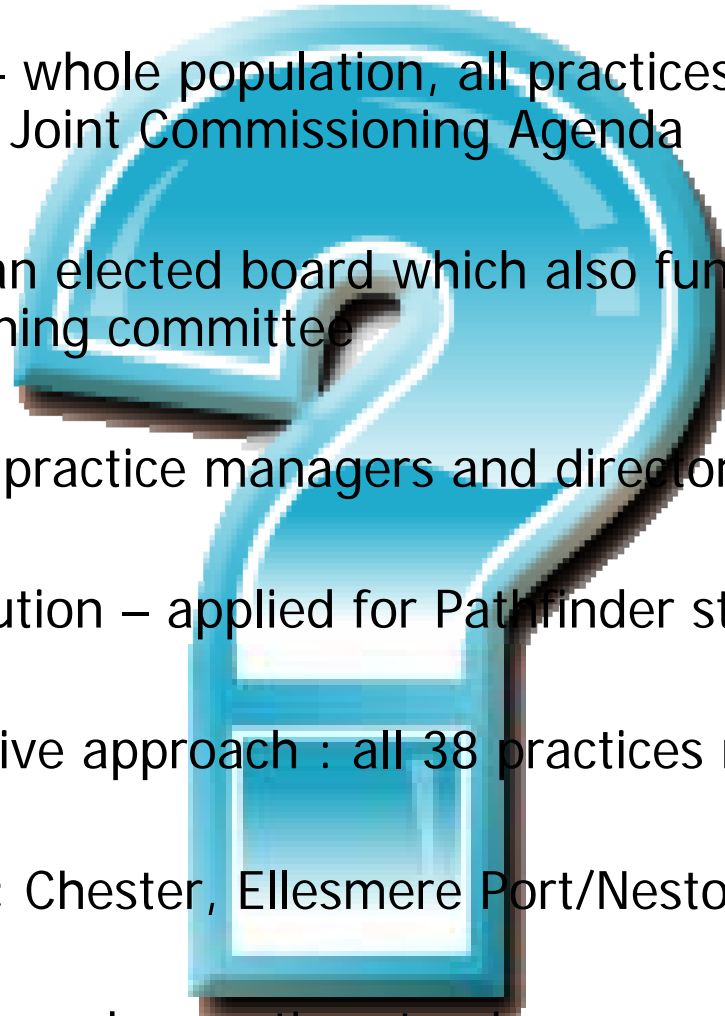 – whole population, all practices
Joint Commissioning Agenda
an elected board which also fun
ning committee
practice managers and director
ution – applied for Pathfinder st
ive approach : all 38 practices
: Chester, Ellesmere Port/Nesto